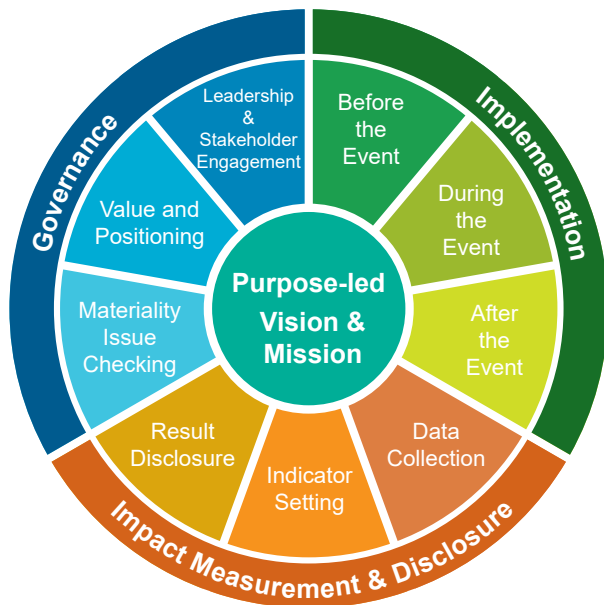 Governance
Implementation
Impact Measurement & Disclosure
Leadership
&
Stakeholder
Engagement
Before
the
Event
During
the
Event
After
the
Event
Data
Collection
Indicator
Setting
Result
Disclosure
Materiality
Issue
Checking
Value and
Positioning
Purpose-led
Vision &
Mission